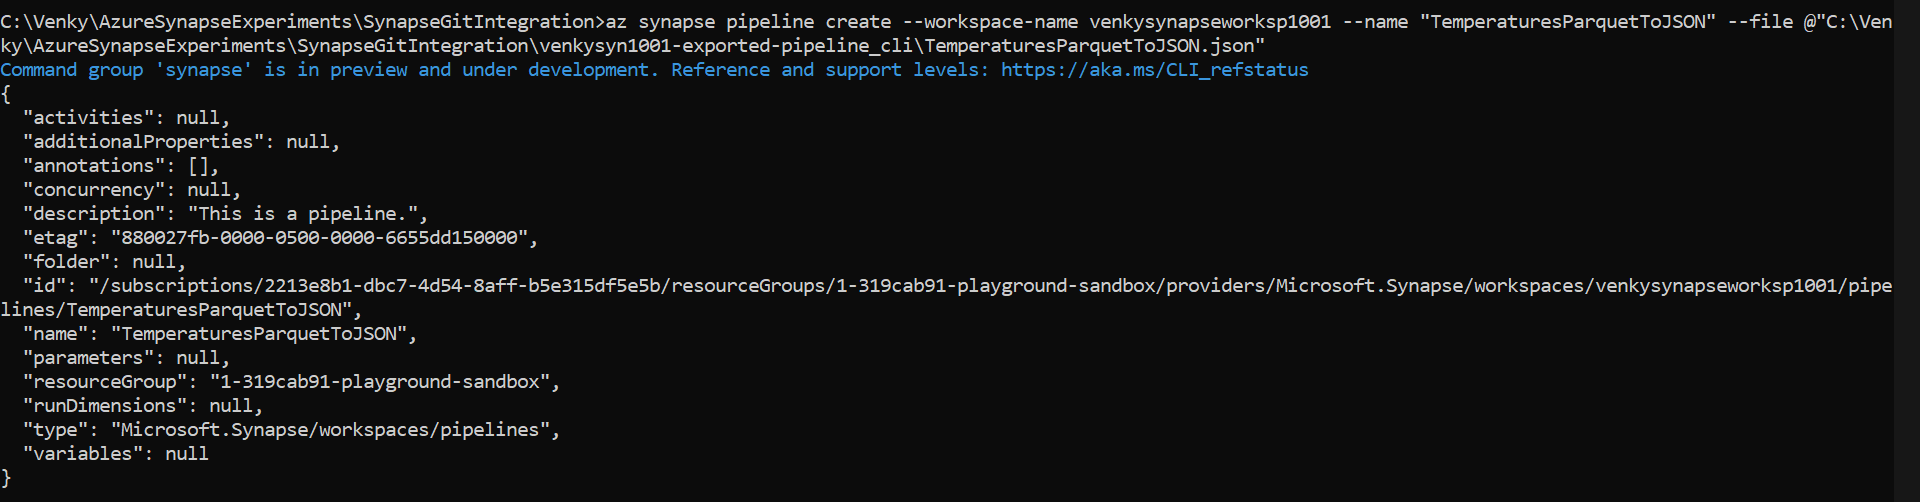 C:\Venky\AzureSynapseExperiments\SynapseGitIntegration>az synapse pipeline create --workspace-name venkysynapseworksp1001 --name "TemperaturesParquetToJSON" --file @"C:\Ven
ky\AzureSynapseExperiments\SynapseGitIntegration\venkysyn1001-exported-pipeline_cli\TemperaturesParquetToJSON.json"
Command group 'synapse' is in preview and under development. Reference and support levels: https://aka.ms/CLI_refstatus
{
  "activities": null,
  "additionalProperties": null,
  "annotations": [],
  "concurrency": null,
  "description": "This is a pipeline.",
  "etag": "880027fb-0000-0500-0000-6655dd150000",
  "folder": null,
  "id": "/subscriptions/2213e8b1-dbc7-4d54-8aff-b5e315df5e5b/resourceGroups/1-319cab91-playground-sandbox/providers/Microsoft.Synapse/workspaces/venkysynapseworksp1001/pipe
lines/TemperaturesParquetToJSON",
  "name": "TemperaturesParquetToJSON",
  "parameters": null,
  "resourceGroup": "1-319cab91-playground-sandbox",
  "runDimensions": null,
  "type": "Microsoft.Synapse/workspaces/pipelines",
  "variables": null
}